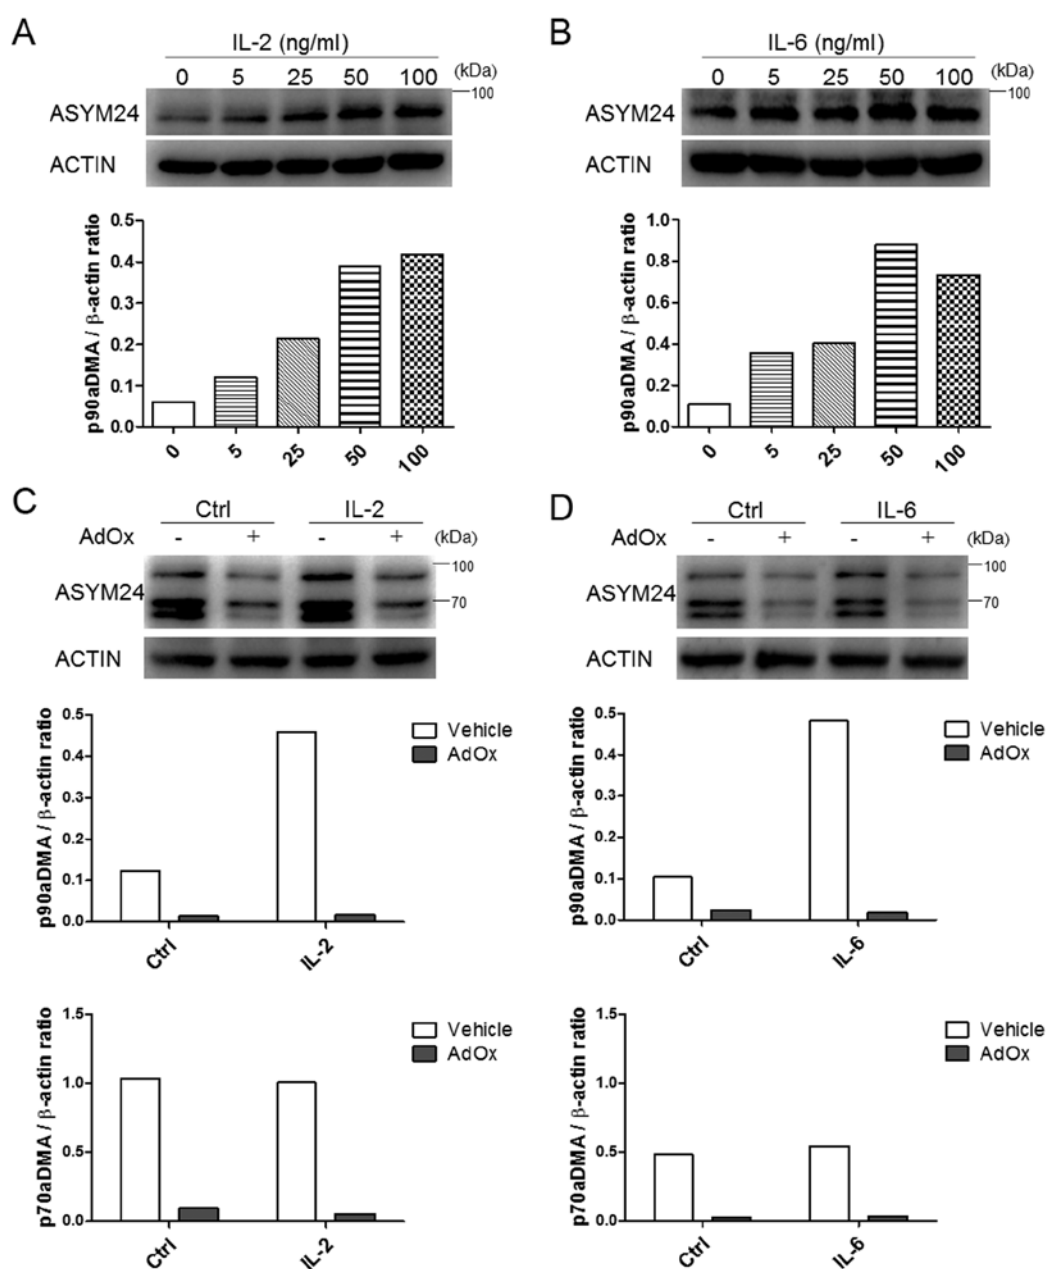 A
IL-2 (ng/ml)
0 5 25 50 100 (kDa)
100
ASYM24
ACTIN
p90aDMA / β-actin ratio
0.5
0.4
0.3
0.2
0.1
0.0
0 5 25 50 100
B
IL-6 (ng/ml)
0 5 25 50 100 (kDa)
100
ASYM24
ACTIN
p90aDMA / β-actin ratio
1.0
0.8
0.6
0.4
0.2
0.0
0 5 25 50 100
C
Ctrl IL-2
AdOx - + - + (kDa)
100
ASYM24
70
ACTIN
p90aDMA / β-actin ratio
0.5
0.4
0.3
0.2
0.1
0.0
Ctrl IL-2
Vehicle
AdOx
p70aDMA / β-actin ratio
1.5
1.0
0.5
0.0
Ctrl IL-2
Vehicle
AdOx
D
Ctrl IL-6
AdOx - + - + (kDa)
100
ASYM24
70
ACTIN
p90aDMA / β-actin ratio
0.5
0.4
0.3
0.2
0.1
0.0
Ctrl IL-6
Vehicle
AdOx
p70aDMA / β-actin ratio
1.5
1.0
0.5
0.0
Ctrl IL-6
Vehicle
AdOx